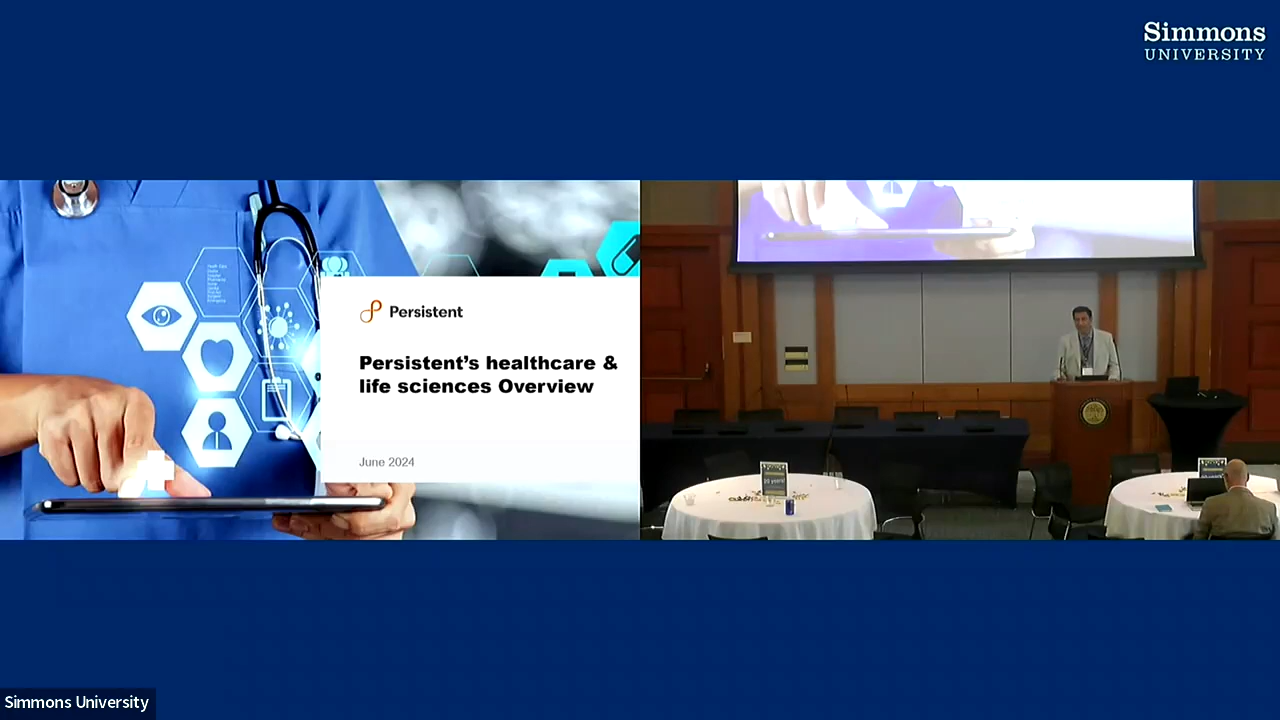 Simmons
UNIVERSITY
Persistent
Persistent's healthcare &
life sciences Overview
June 2024
Simmons University